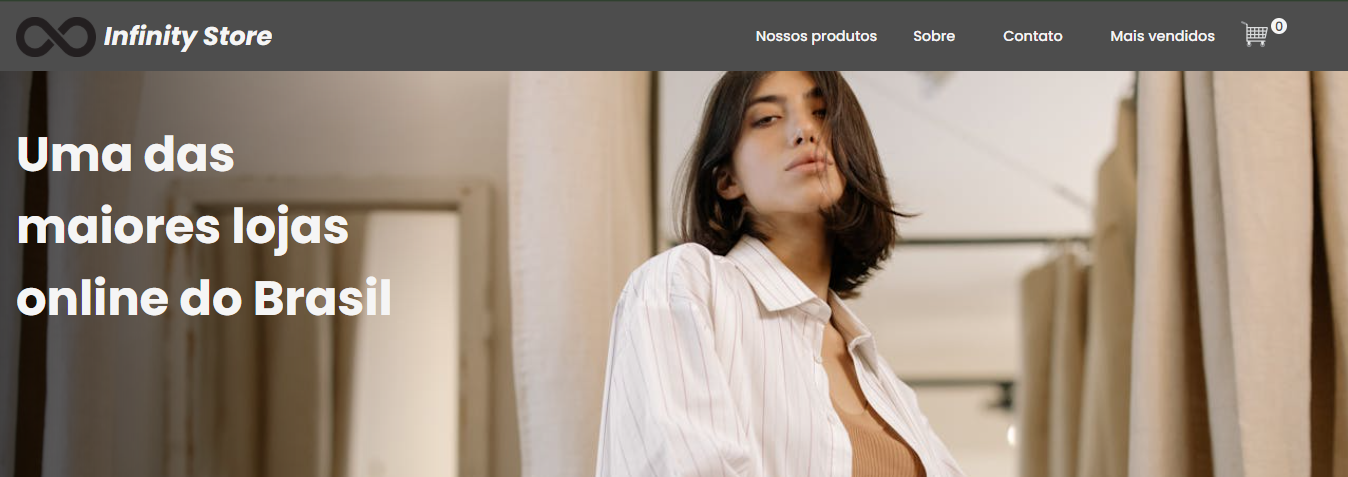 Infinity Store
Nossos produtos
Sobre
Contato
Mais vendidos
0
Uma das
maiores lojas
online do Brasil